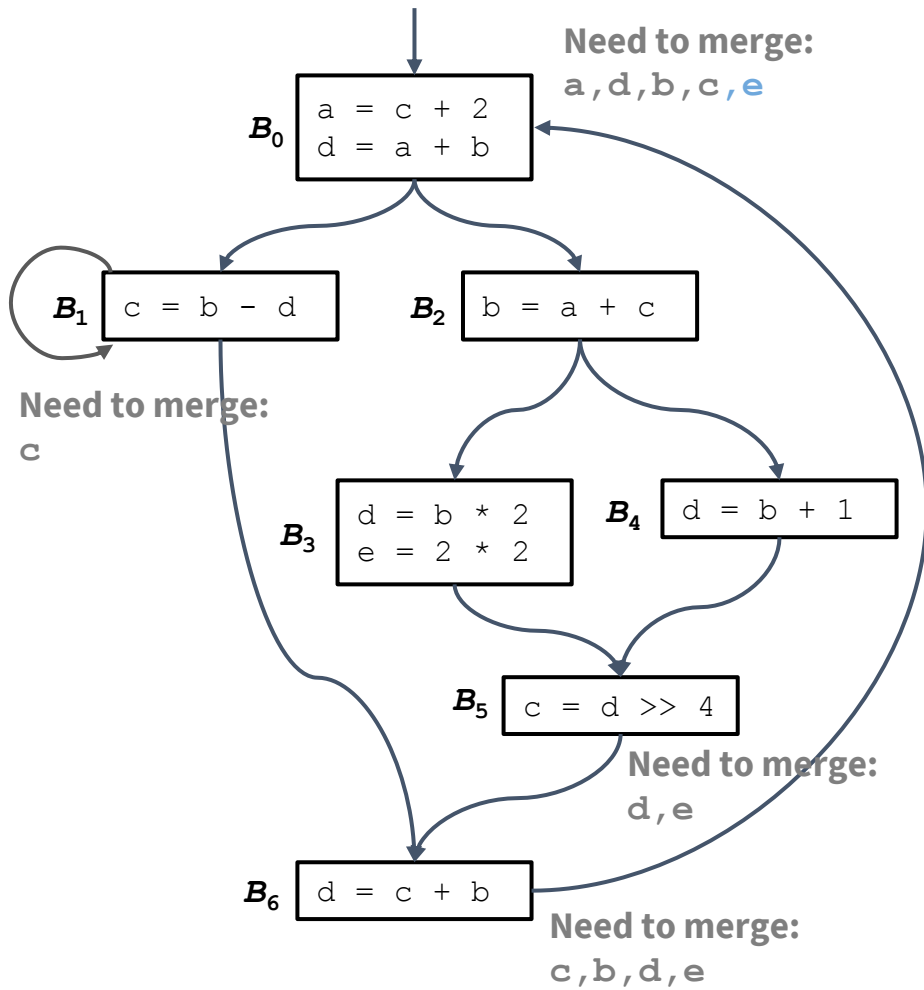 Need to merge:
a,d,b,c,e
B0
a = c + 2
d = a + b
B1
c = b - d
B2
b = a + c
Need to merge:
c
B3
d = b * 2
e = 2 * 2
B4
d = b + 1
B5
c = d >> 4
Need to merge:
d,e
B6
d = c + b
Need to merge:
c,b,d,e